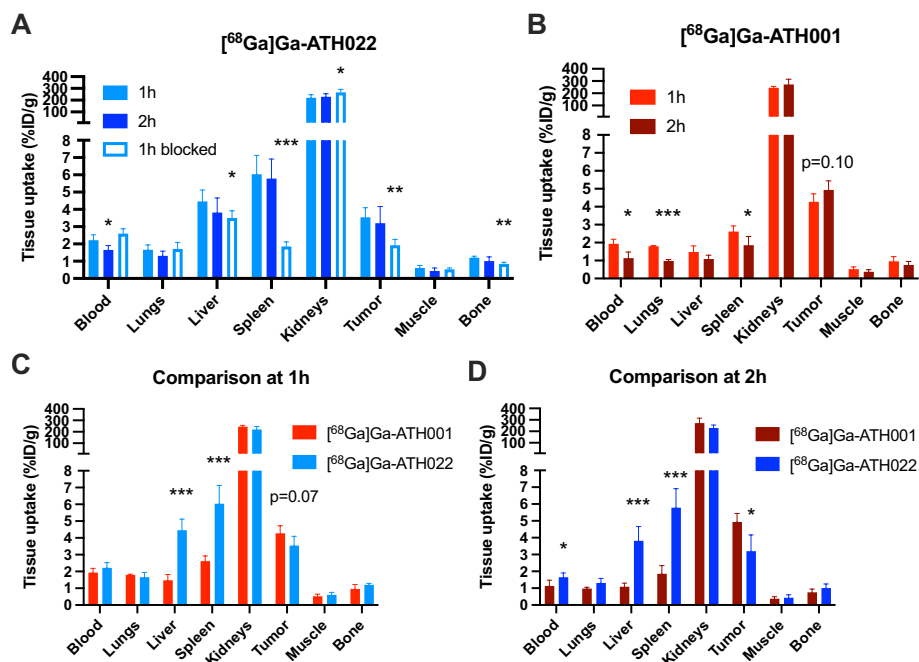 A
[⁶⁸Ga]Ga-ATH022
Tissue uptake (%ID/g)
400
300
200
100
8
7
6
5
4
3
2
1
0
1h
2h
1h blocked
*
*
***
*
**
**
Blood
Lungs
Liver
Spleen
Kidneys
Tumor
Muscle
Bone
B
[⁶⁸Ga]Ga-ATH001
Tissue uptake (%ID/g)
400
300
200
100
8
7
6
5
4
3
2
1
0
1h
2h
*
***
*
p=0.10
Blood
Lungs
Liver
Spleen
Kidneys
Tumor
Muscle
Bone
C
Comparison at 1h
Tissue uptake (%ID/g)
400
300
200
100
8
7
6
5
4
3
2
1
0
[⁶⁸Ga]Ga-ATH001
[⁶⁸Ga]Ga-ATH022
***
***
p=0.07
Blood
Lungs
Liver
Spleen
Kidneys
Tumor
Muscle
Bone
D
Comparison at 2h
Tissue uptake (%ID/g)
400
300
200
100
8
7
6
5
4
3
2
1
0
[⁶⁸Ga]Ga-ATH001
[⁶⁸Ga]Ga-ATH022
*
***
***
*
Blood
Lungs
Liver
Spleen
Kidneys
Tumor
Muscle
Bone